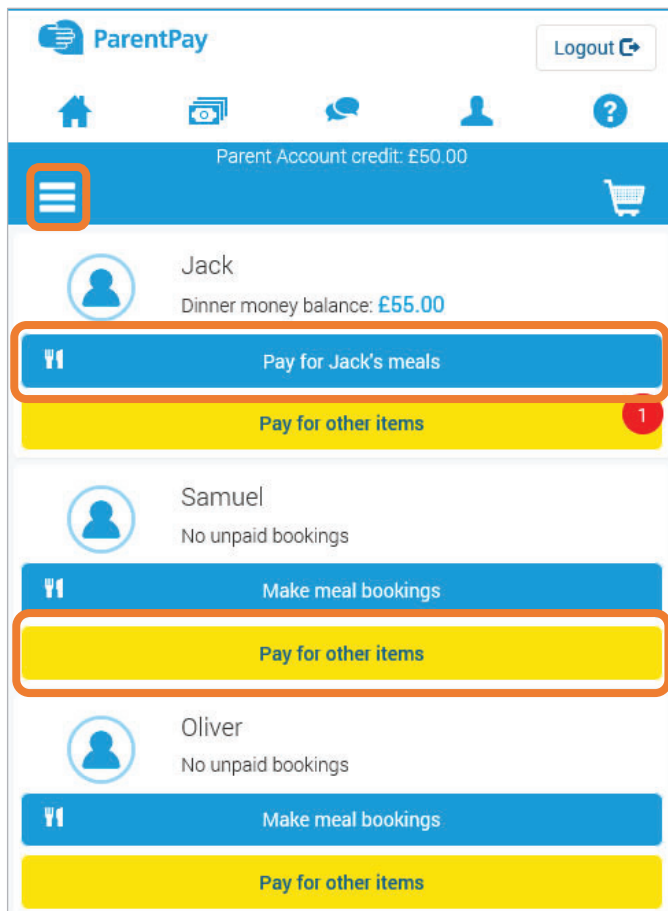 ParentPay
Logout
Parent Account credit: £50.00
Jack
Dinner money balance: £55.00
Pay for Jack's meals
1
Pay for other items
Samuel
No unpaid bookings
Make meal bookings
Pay for other items
Oliver
No unpaid bookings
Make meal bookings
Pay for other items